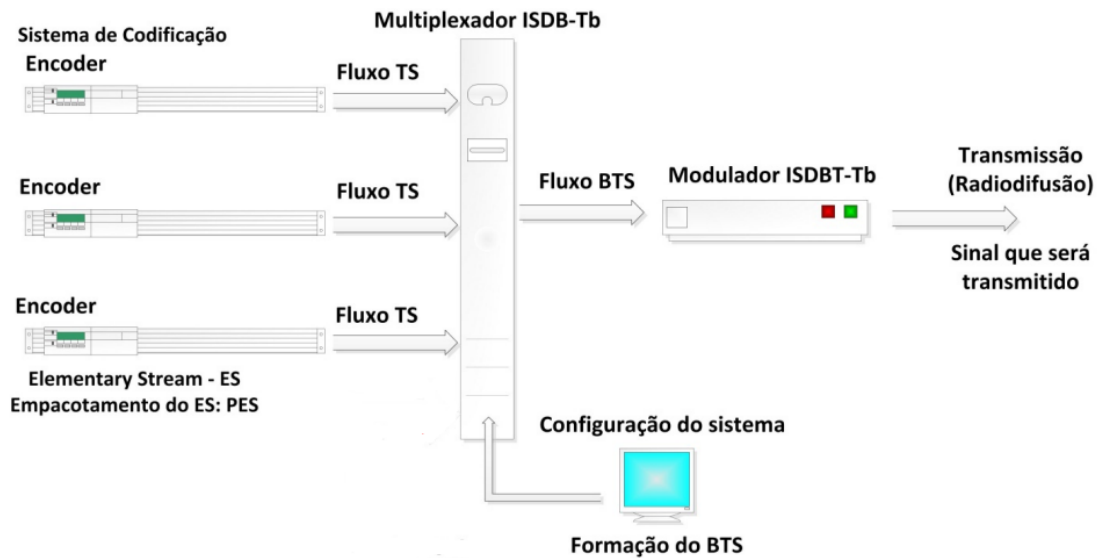 Multiplexador ISDB-Tb
Sistema de Codificação
Encoder
Fluxo TS
Encoder
Fluxo TS
Fluxo BTS
Modulador ISDBT-Tb
Transmissão
(Radiodifusão)
Sinal que será
transmitido
Encoder
Fluxo TS
Elementary Stream - ES
Empacotamento do ES: PES
Configuração do sistema
Formação do BTS